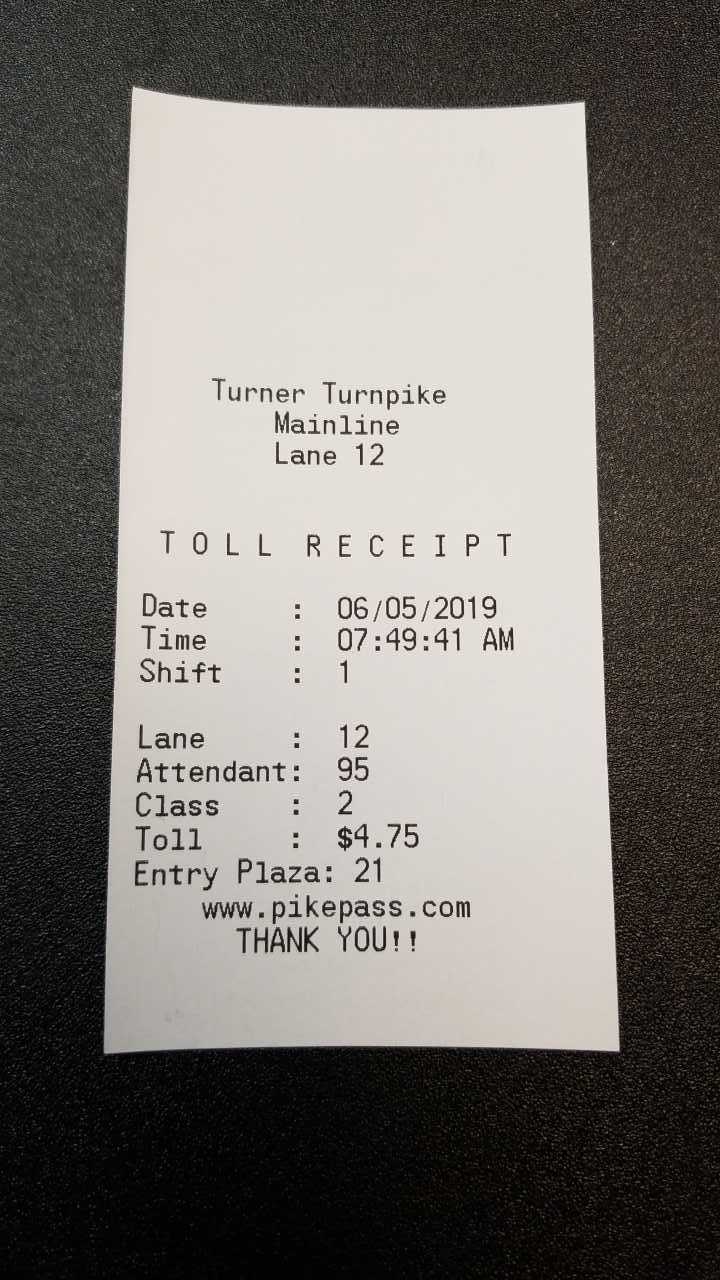 Turner Turnpike
Mainline
Lane 12
TOLL RECEIPT
Date : 06/05/2019
Time : 07:49:41 AM
Shift : 1
Lane : 12
Attendant: 95
Class : 2
Toll : $4.75
Entry Plaza: 21
www.pikepass.com
THANK YOU!!